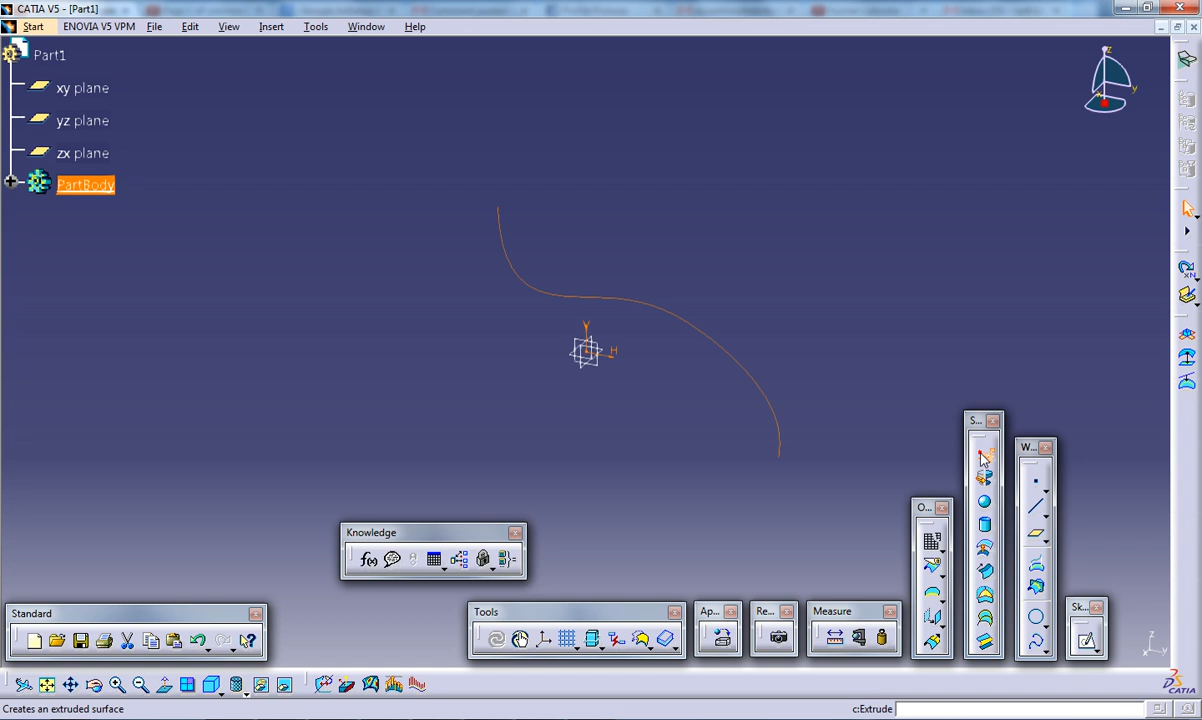 CATIA V5 - [Part1]
Start ENOVIA V5 VPM File Edit View Insert Tools Window Help
Part1
xy plane
yz plane
zx plane
PartBody
z
y
V
H
S...
W...
O...
Knowledge
f(x)
Standard
Tools
Ap...
Re...
Measure
Sk...
z
x
y
DS
CATIA
Creates an extruded surface
c:Extrude